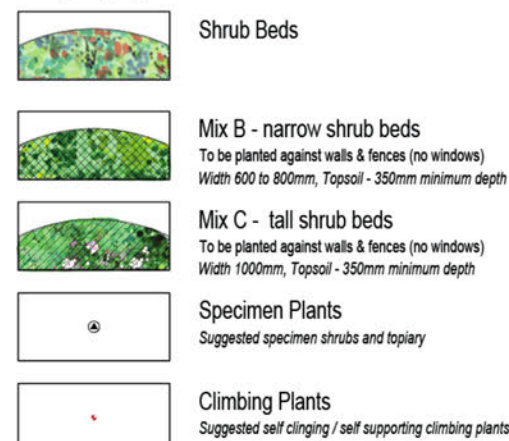 Shrub Beds
Mix B - narrow shrub beds
To be planted against walls & fences (no windows)
Width 600 to 800mm, Topsoil - 350mm minimum depth
Mix C - tall shrub beds
To be planted against walls & fences (no windows)
Width 1000mm, Topsoil - 350mm minimum depth
Specimen Plants
Suggested specimen shrubs and topiary
Climbing Plants
Suggested self clinging / self supporting climbing plants